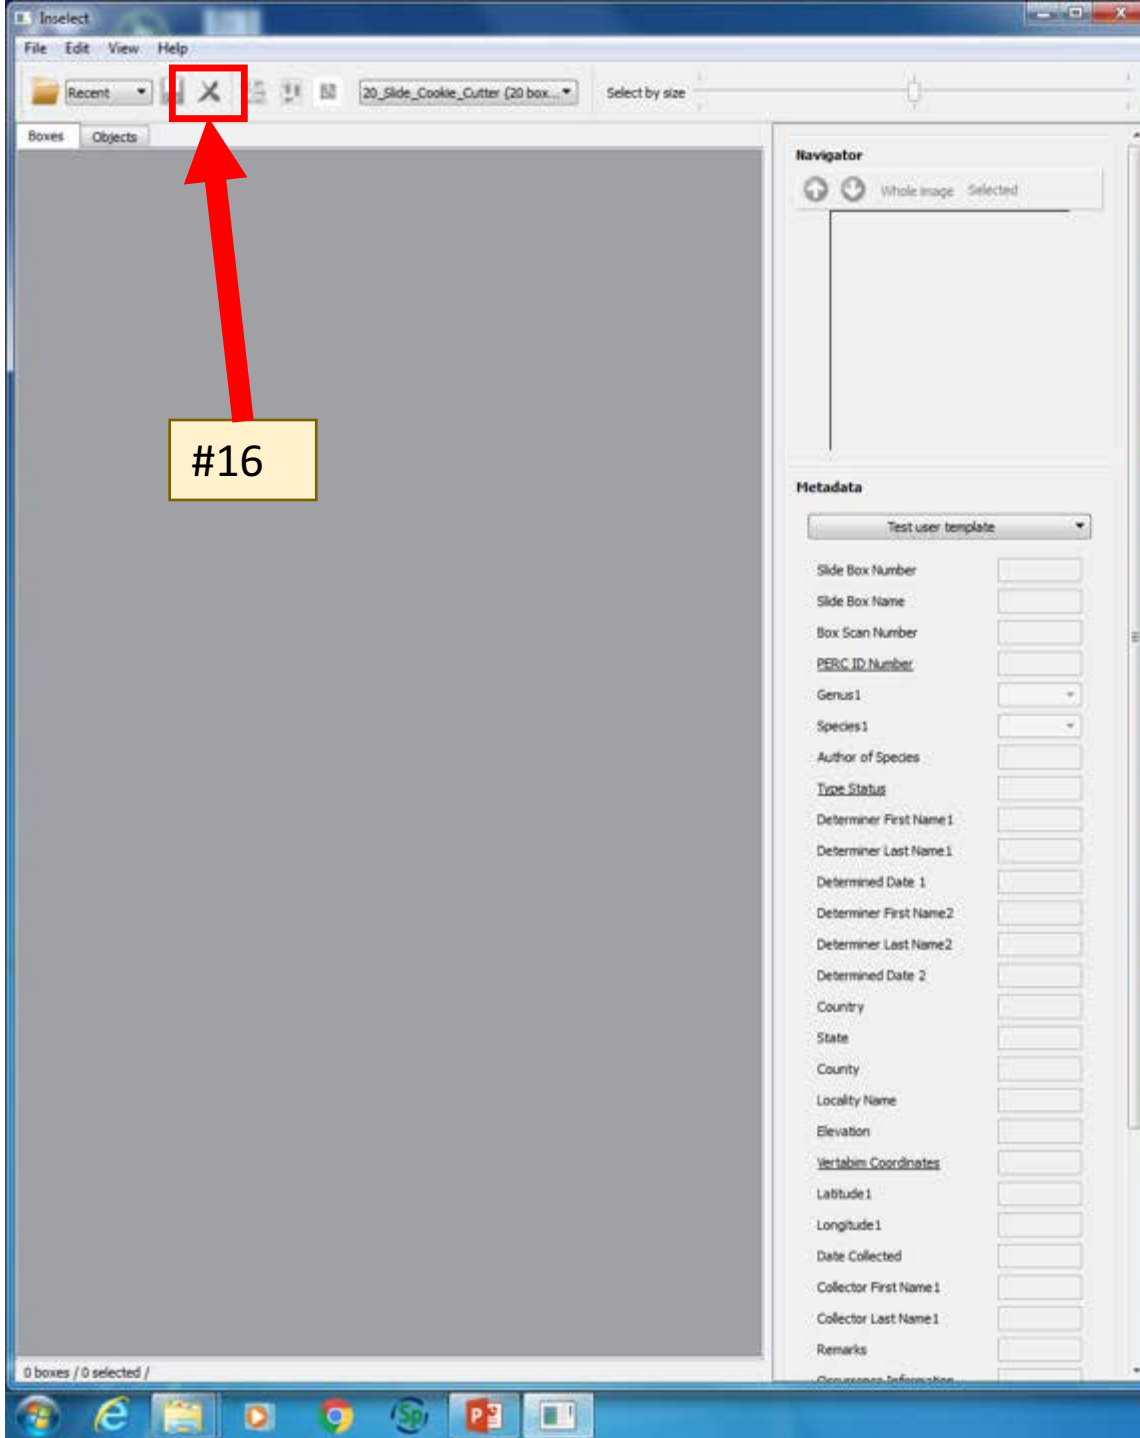 Inselect
File Edit View Help
Recent 20_Slide_Cookie_Cutter (20 box... Select by size
Boxes Objects
Navigator
Whole image Selected
#16
Metadata
Test user template
Slide Box Number
Slide Box Name
Box Scan Number
PERC ID Number
Genus1
Species1
Author of Species
Type Status
Determiner First Name1
Determiner Last Name1
Determined Date 1
Determiner First Name2
Determiner Last Name2
Determined Date 2
Country
State
County
Locality Name
Elevation
Vertabim Coordinates
Latitude1
Longitude1
Date Collected
Collector First Name1
Collector Last Name1
Remarks
Occurrence Information
0 boxes / 0 selected /
Sp
P